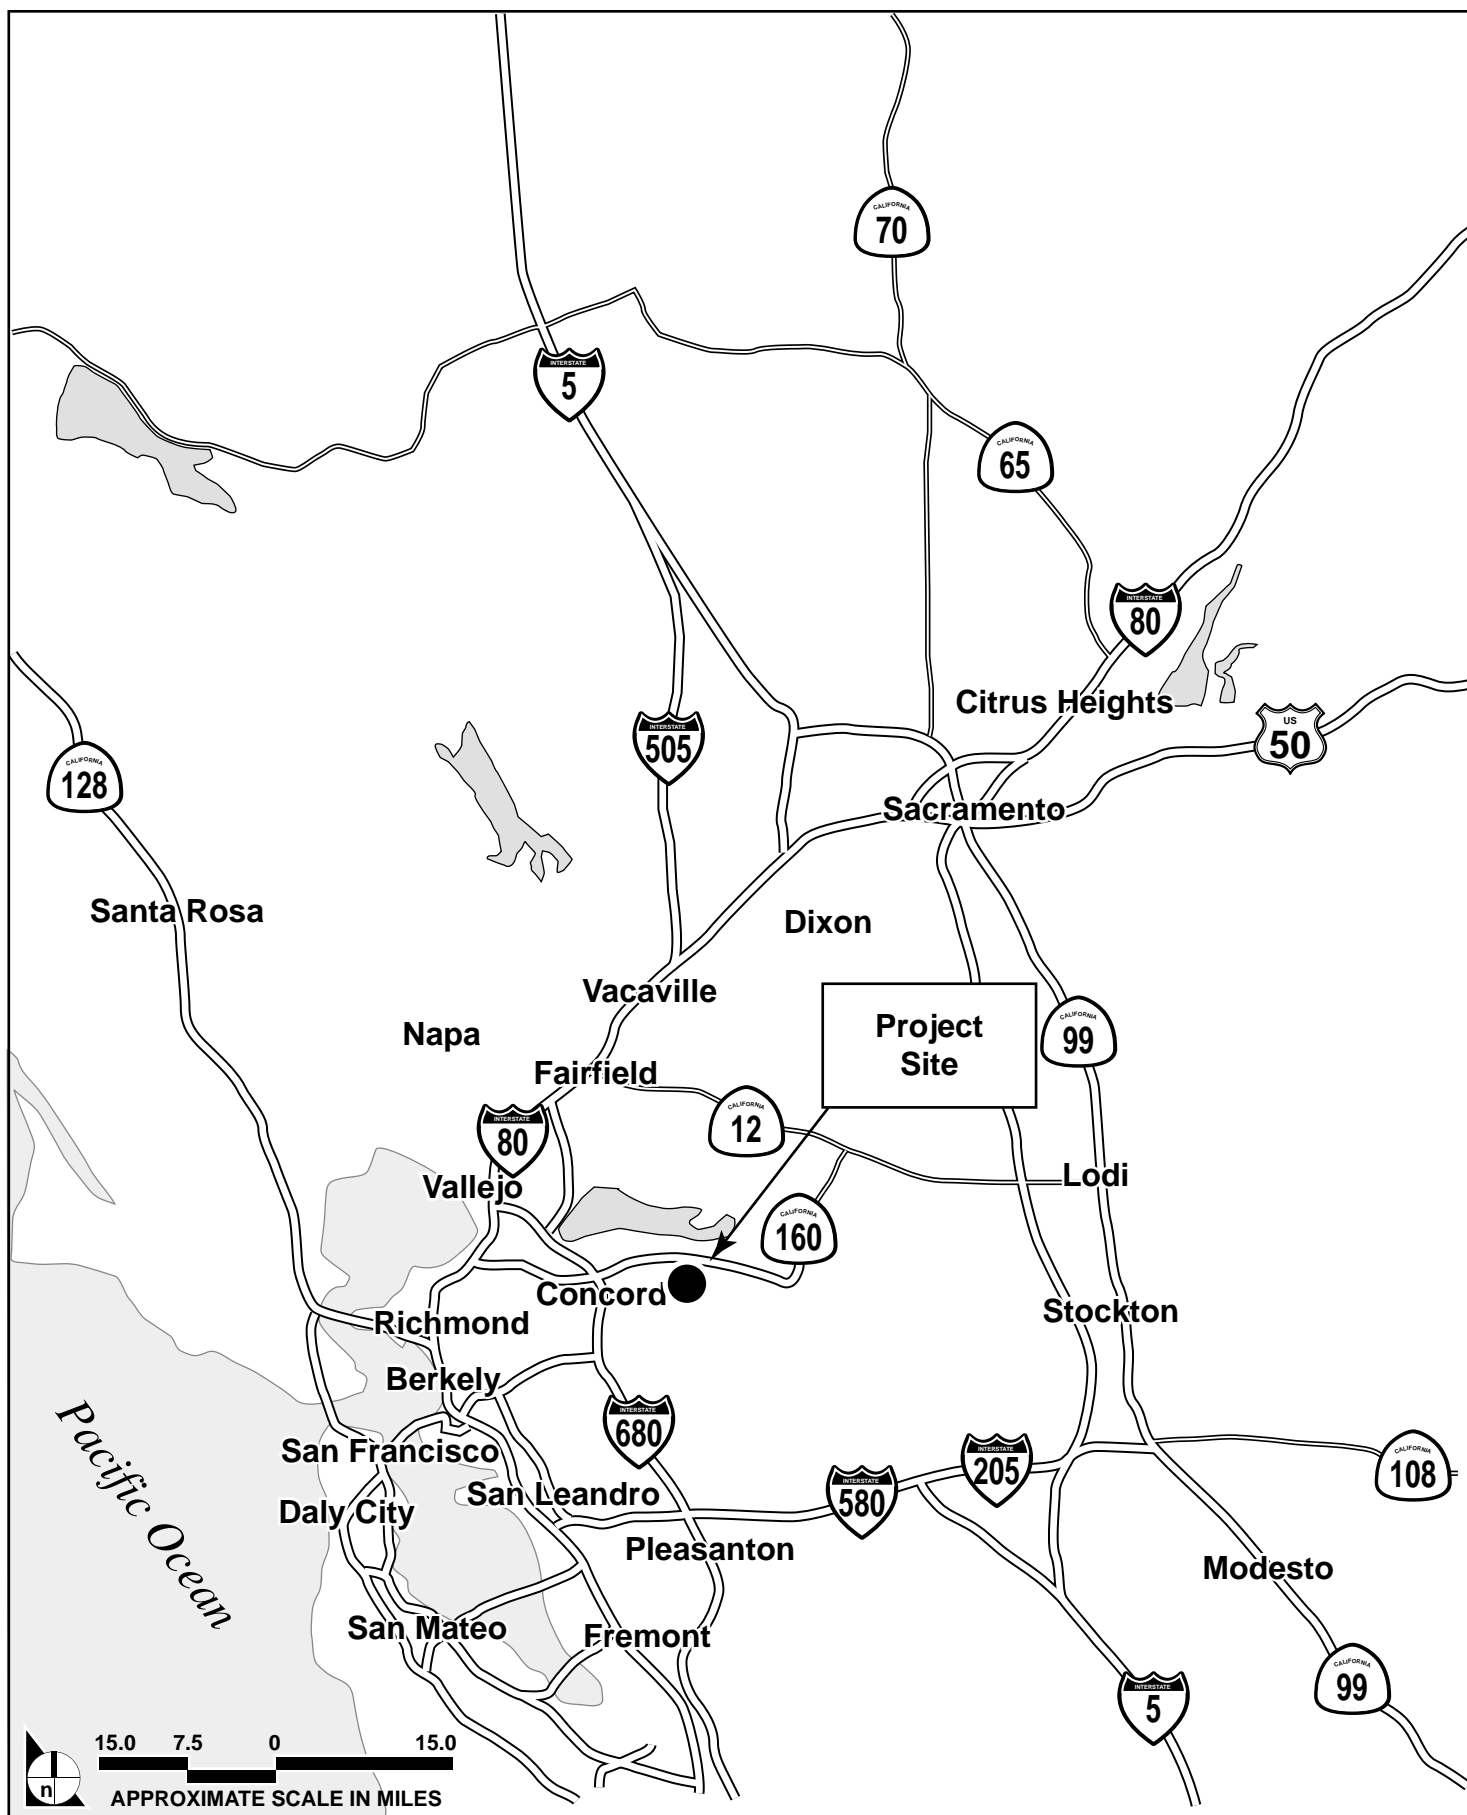 CALIFORNIA
70
INTERSTATE
5
CALIFORNIA
65
INTERSTATE
80
Citrus Heights
INTERSTATE
505
US
50
CALIFORNIA
128
Sacramento
Santa Rosa
Dixon
Vacaville
Napa
Project
Site
CALIFORNIA
99
Fairfield
CALIFORNIA
12
INTERSTATE
80
Vallejo
Lodi
CALIFORNIA
160
Concord
Stockton
Richmond
Berkely
Pacific Ocean
INTERSTATE
680
San Francisco
INTERSTATE
205
CALIFORNIA
108
San Leandro
INTERSTATE
580
Daly City
Pleasanton
Modesto
San Mateo
Fremont
INTERSTATE
5
CALIFORNIA
99
15.0 7.5 0 15.0
n
APPROXIMATE SCALE IN MILES